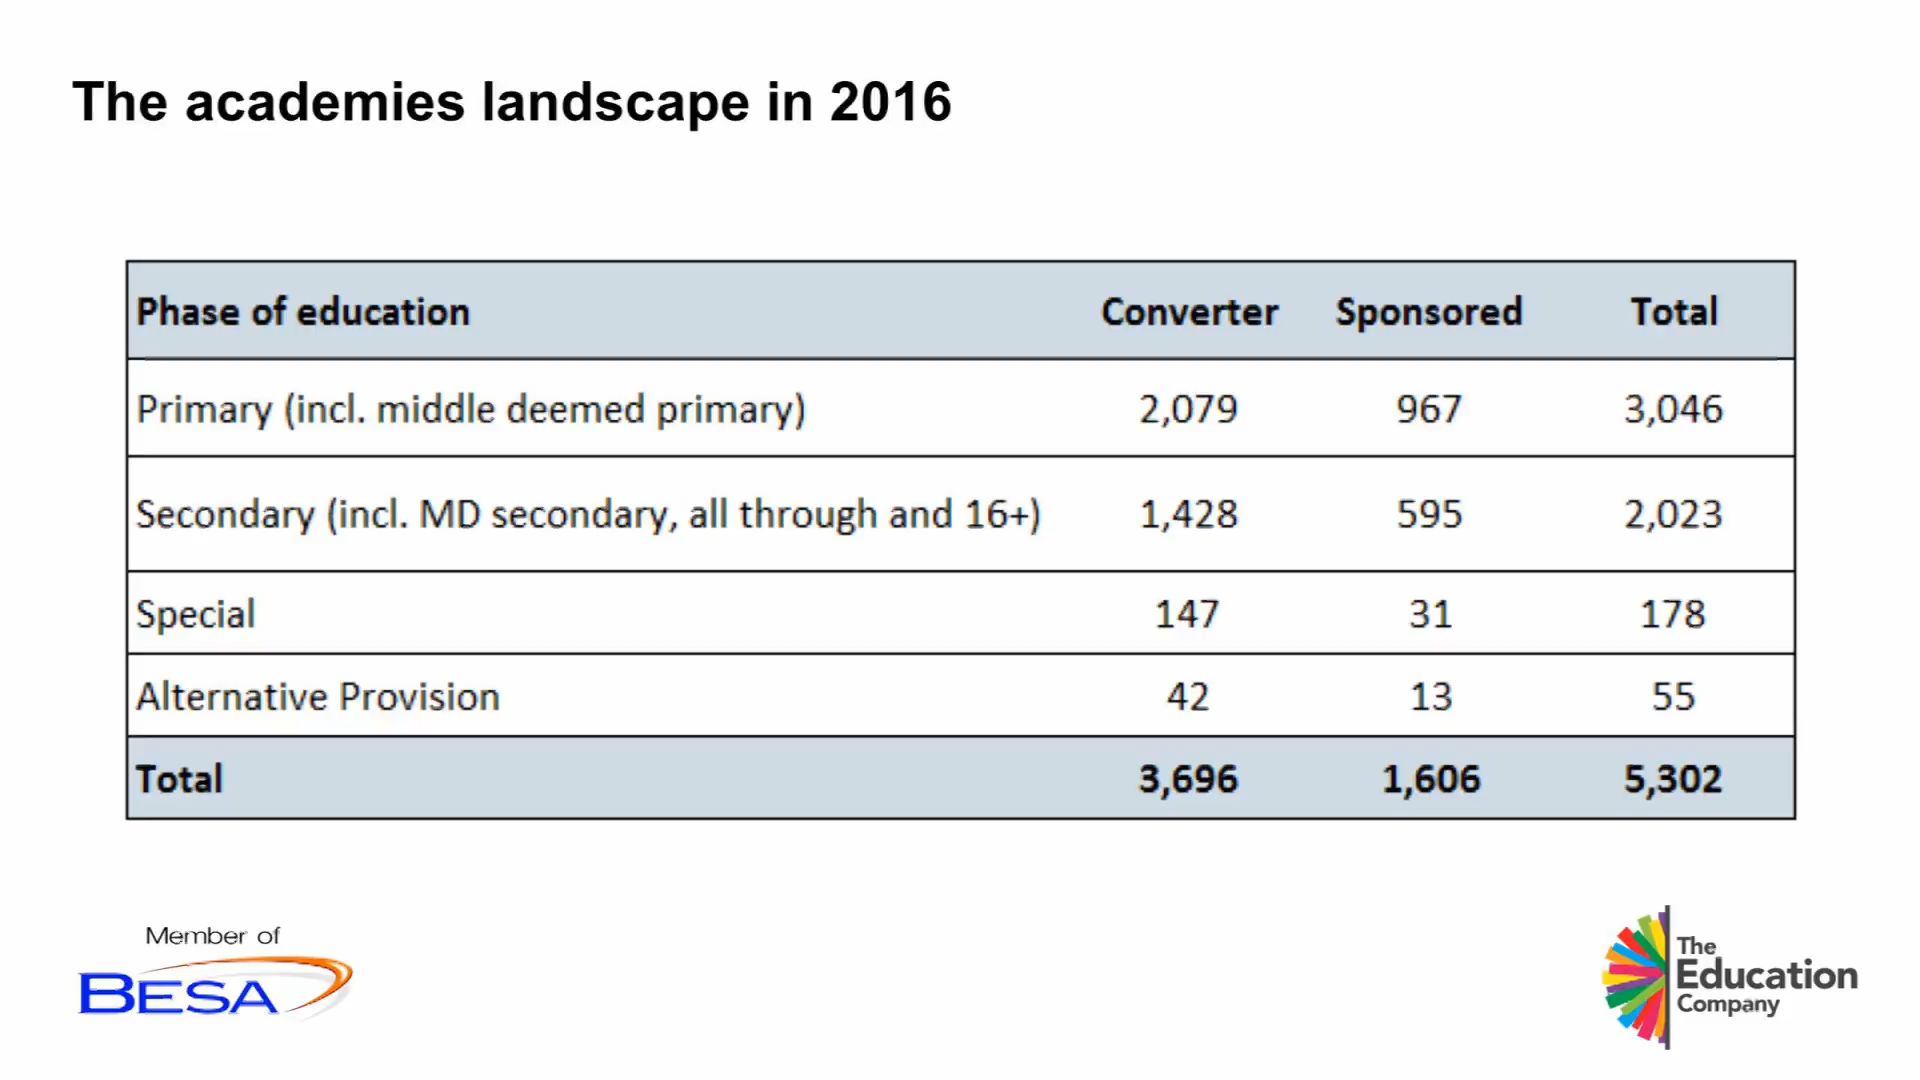 The academies landscape in 2016
Phase of education Converter Sponsored Total
Primary (incl. middle deemed primary) 2,079 967 3,046
Secondary (incl. MD secondary, all through and 16+) 1,428 595 2,023
Special 147 31 178
Alternative Provision 42 13 55
Total 3,696 1,606 5,302
Member of
BESA
The
Education
Company